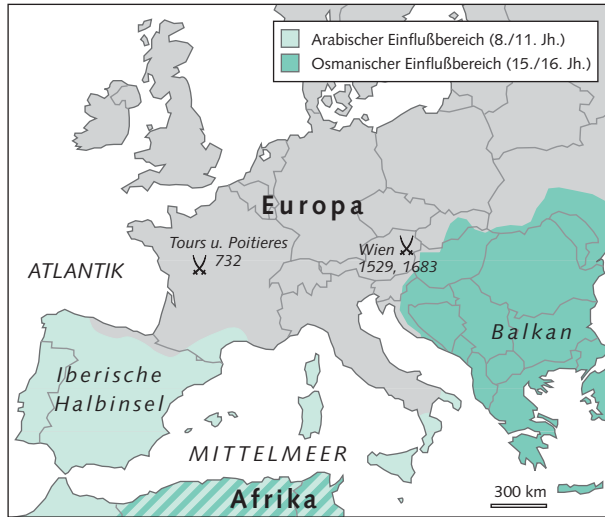 Arabischer Einflußbereich (8./11. Jh.)
Osmanischer Einflußbereich (15./16. Jh.)
Europa
Tours u. Poitieres
732
Wien
1529, 1683
ATLANTIK
Balkan
Iberische
Halbinsel
MITTELMEER
Afrika
300 km